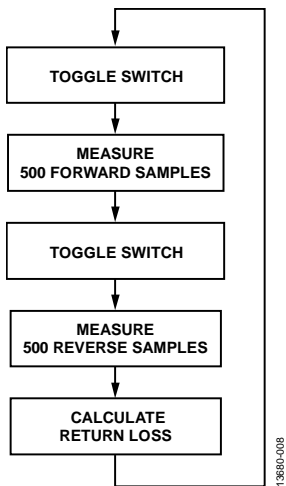 TOGGLE SWITCH
MEASURE
500 FORWARD SAMPLES
TOGGLE SWITCH
MEASURE
500 REVERSE SAMPLES
CALCULATE
RETURN LOSS
13680-008